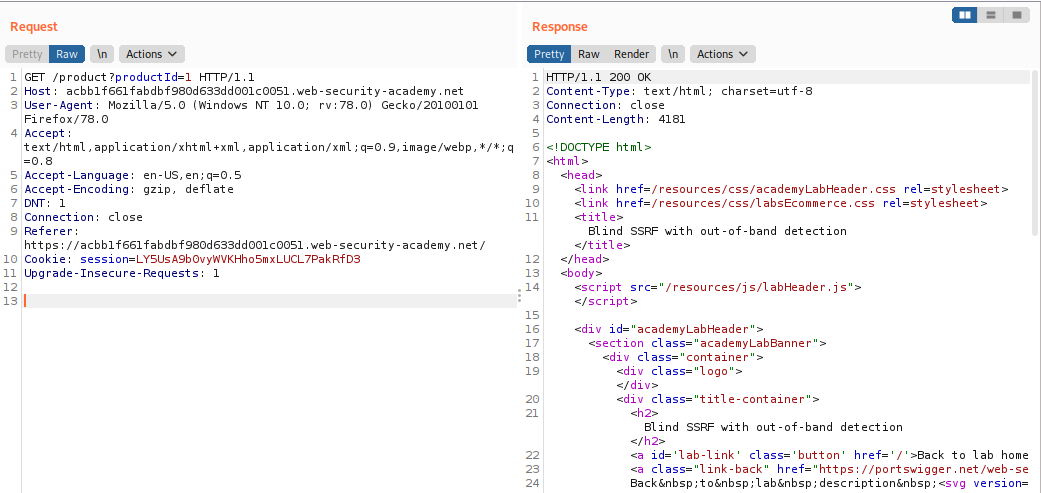 Request
Pretty Raw \n Actions
1 GET /product?productId=1 HTTP/1.1
2 Host: acbb1f661fabdbf980d633dd001c0051.web-security-academy.net
3 User-Agent: Mozilla/5.0 (Windows NT 10.0; rv:78.0) Gecko/20100101
Firefox/78.0
4 Accept:
text/html,application/xhtml+xml,application/xml;q=0.9,image/webp,*/*;q
=0.8
5 Accept-Language: en-US,en;q=0.5
6 Accept-Encoding: gzip, deflate
7 DNT: 1
8 Connection: close
9 Referer:
https://acbb1f661fabdbf980d633dd001c0051.web-security-academy.net/
10 Cookie: session=LY5UsA9b0vyWVKHho5mxLUCL7PakRfD3
11 Upgrade-Insecure-Requests: 1
12
13
Response
Pretty Raw Render \n Actions
1 HTTP/1.1 200 OK
2 Content-Type: text/html; charset=utf-8
3 Connection: close
4 Content-Length: 4181
5
6 <!DOCTYPE html>
7 <html>
8 <head>
9 <link href=/resources/css/academyLabHeader.css rel=stylesheet>
10 <link href=/resources/css/labsEcommerce.css rel=stylesheet>
11 <title>
Blind SSRF with out-of-band detection
</title>
12 </head>
13 <body>
14 <script src="/resources/js/labHeader.js">
</script>
15
16 <div id="academyLabHeader">
17 <section class="academyLabBanner">
18 <div class="container">
19 <div class="logo">
</div>
20 <div class="title-container">
21 <h2>
Blind SSRF with out-of-band detection
</h2>
22 <a id='lab-link' class='button' href='/'>Back to lab home
23 <a class="link-back" href="https://portswigger.net/web-se
24 Back&nbsp;to&nbsp;lab&nbsp;description&nbsp;<svg version=